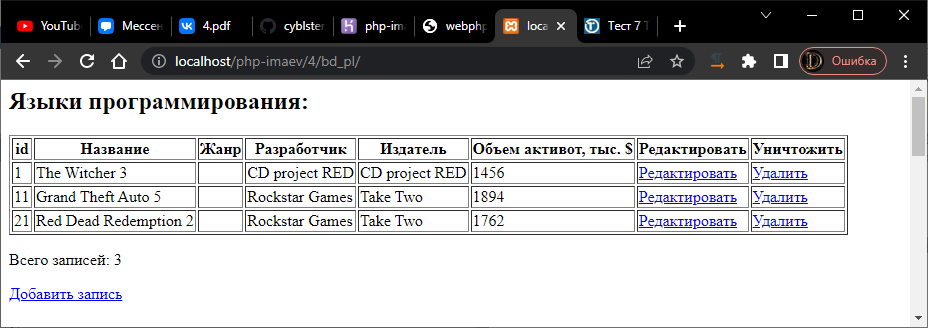 YouTub
Мессен
4.pdf
cyblster
php-im
webph
loca
Тест 7 T
localhost/php-imaev/4/bd_pl/
Ошибка
Языки программирования:
id Название Жанр Разработчик Издатель Объем активот, тыс. $ Редактировать Уничтожить
1 The Witcher 3 CD project RED CD project RED 1456 Редактировать Удалить
11 Grand Theft Auto 5 Rockstar Games Take Two 1894 Редактировать Удалить
21 Red Dead Redemption 2 Rockstar Games Take Two 1762 Редактировать Удалить
Всего записей: 3
Добавить запись